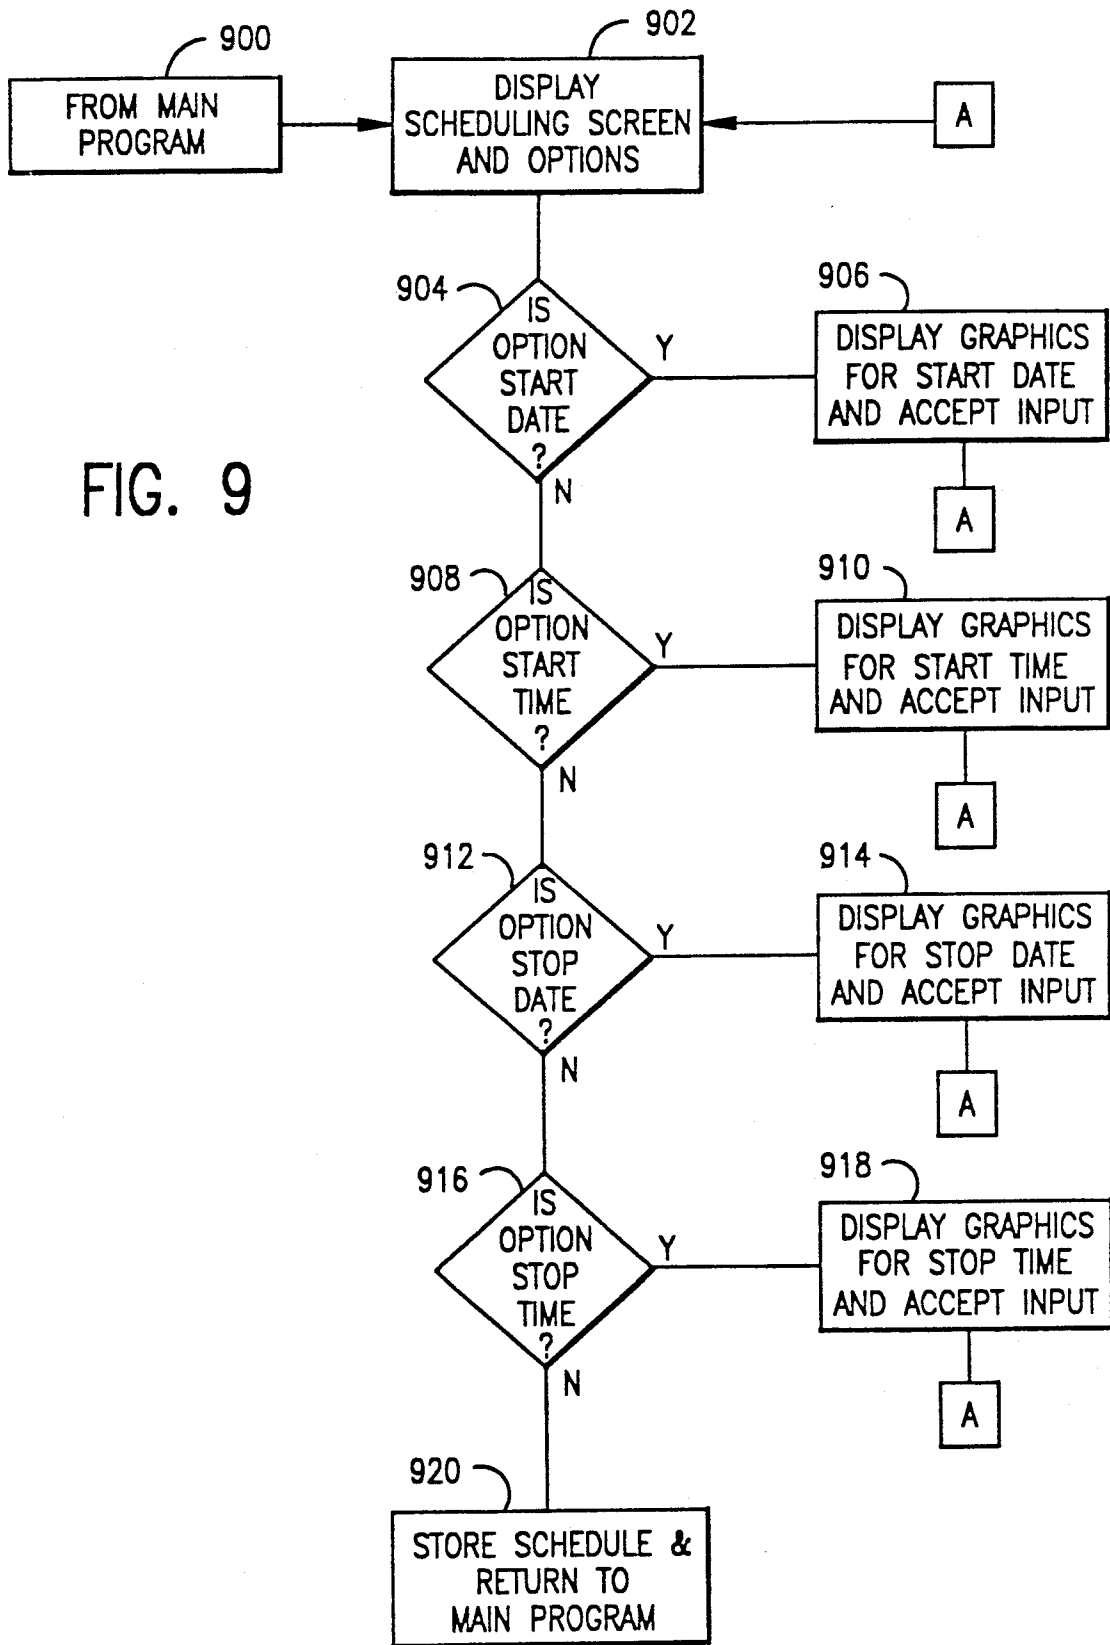 900
FROM MAIN
PROGRAM
902
DISPLAY
SCHEDULING SCREEN
AND OPTIONS
A
904
IS
OPTION
START
DATE
?
Y
N
906
DISPLAY GRAPHICS
FOR START DATE
AND ACCEPT INPUT
A
FIG. 9
908
IS
OPTION
START
TIME
?
Y
N
910
DISPLAY GRAPHICS
FOR START TIME
AND ACCEPT INPUT
A
912
IS
OPTION
STOP
DATE
?
Y
N
914
DISPLAY GRAPHICS
FOR STOP DATE
AND ACCEPT INPUT
A
916
IS
OPTION
STOP
TIME
?
Y
N
918
DISPLAY GRAPHICS
FOR STOP TIME
AND ACCEPT INPUT
A
920
STORE SCHEDULE &
RETURN TO
MAIN PROGRAM